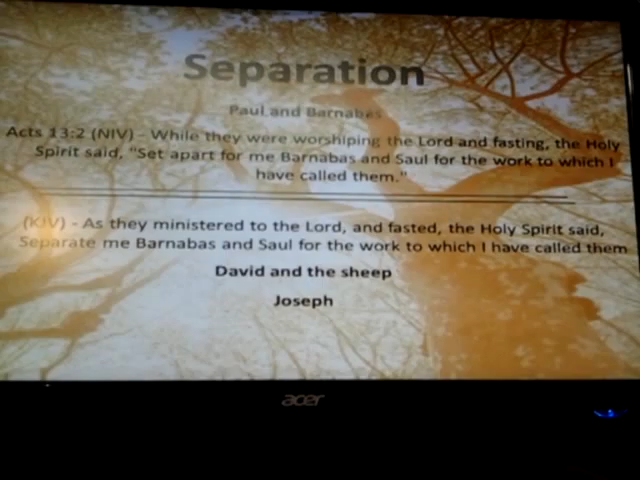 Separation
Paul and Barnabas
Acts 13:2 (NIV) - While they were worshiping the Lord and fasting, the Holy
Spirit said, "Set apart for me Barnabas and Saul for the work to which I
have called them."
(KJV) - As they ministered to the Lord, and fasted, the Holy Spirit said,
Separate me Barnabas and Saul for the work to which I have called them
David and the sheep
Joseph
acer